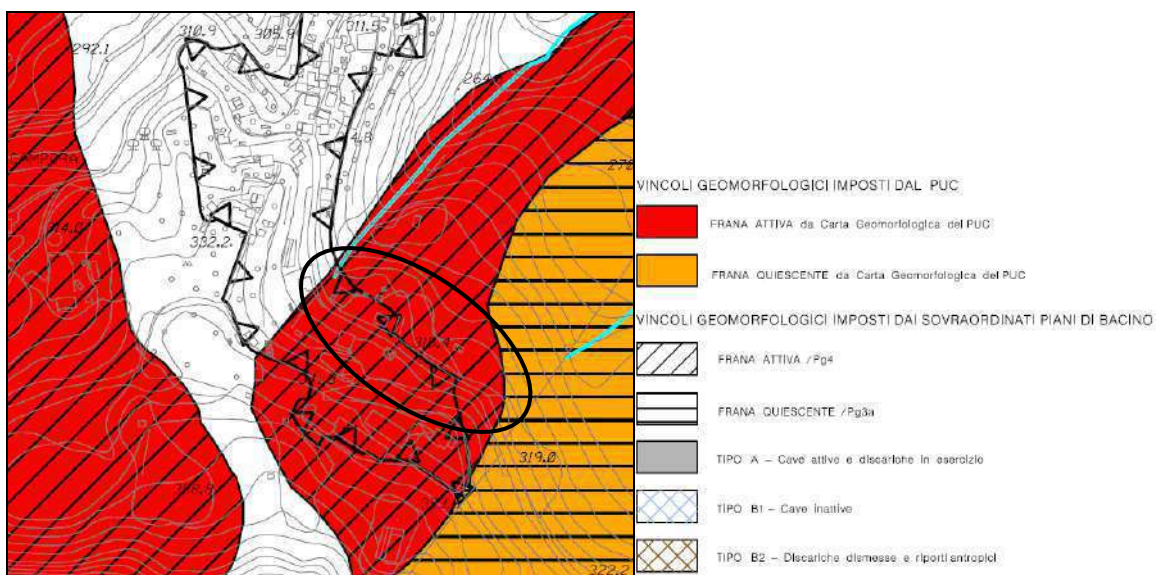 310.9
305.9
311.5
292.1
264.
4.8
270
CAMPORA
314.0
332.2
319.0
322.2
VINCOLI GEOMORFOLOGICI IMPOSTI DAL PUC
FRANA ATTIVA da Carta Geomorfologica del PUC
FRANA QUIESCENTE da Carta Geomorfologica del PUC
VINCOLI GEOMORFOLOGICI IMPOSTI DAI SOVRAORDINATI PIANI DI BACINO
FRANA ATTIVA /Pg4
FRANA QUIESCENTE /Pg3a
TIPO A - Cave attive e discariche in esercizio
TIPO B1 - Cave inattive
TIPO B2 - Discariche dismesse e riporti antropici